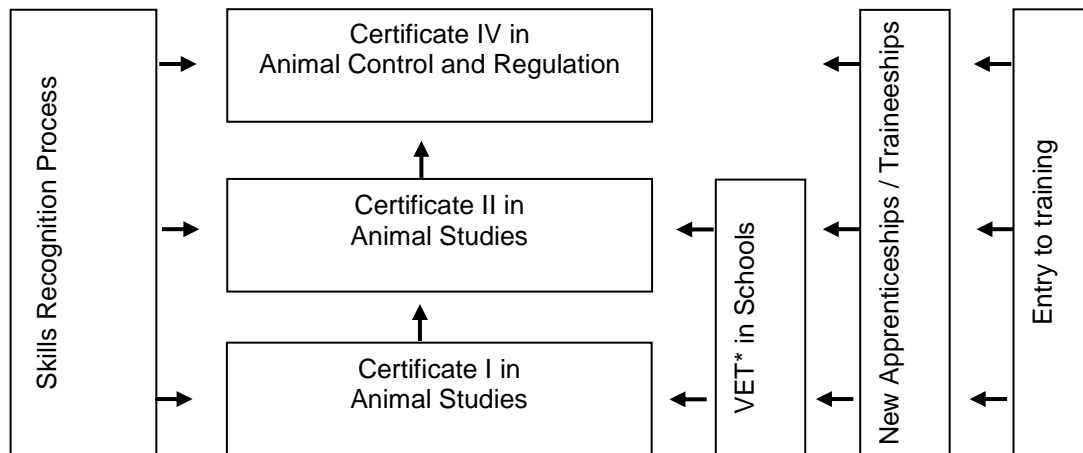 Skills Recognition Process
Certificate IV in
Animal Control and Regulation
Certificate II in
Animal Studies
Certificate I in
Animal Studies
VET* in Schools
New Apprenticeships / Traineeships
Entry to training